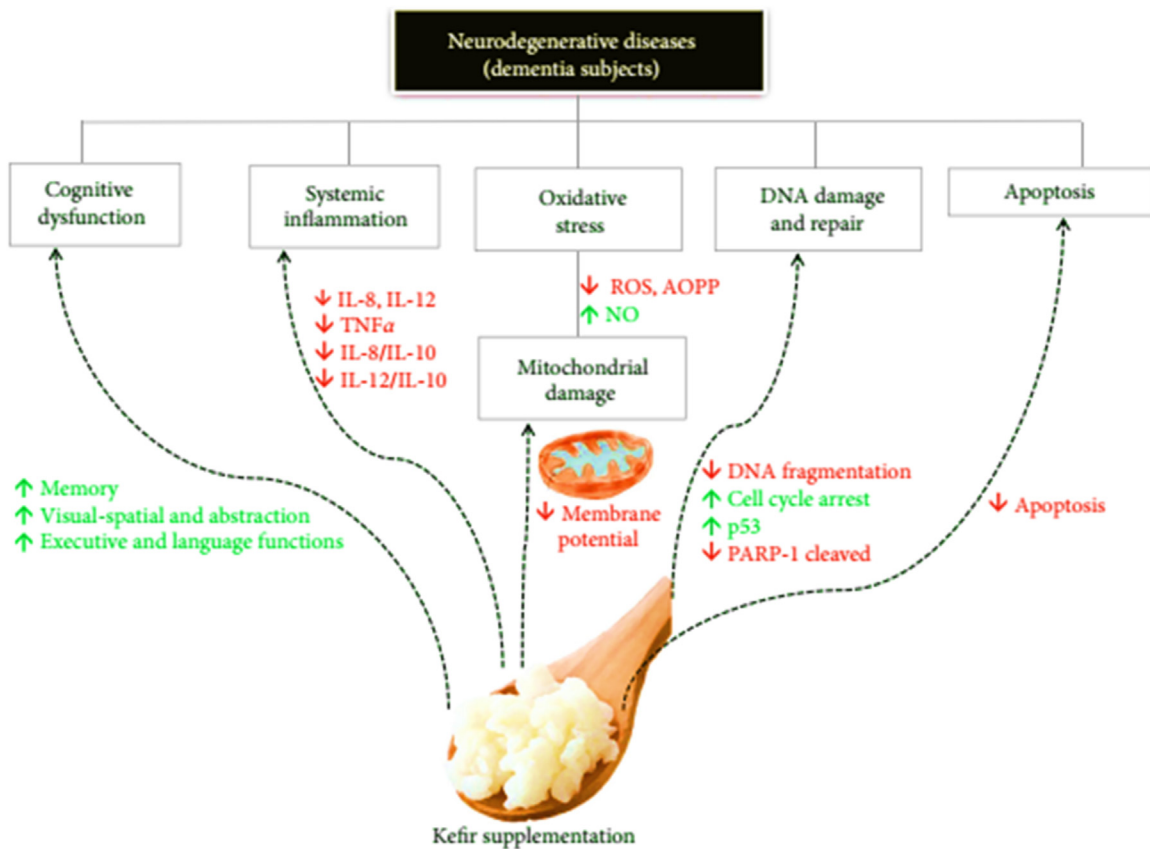 Neurodegenerative diseases
(dementia subjects)
Cognitive
dysfunction
Systemic
inflammation
Oxidative
stress
DNA damage
and repair
Apoptosis
↓ IL-8, IL-12
↓ TNFα
↓ IL-8/IL-10
↓ IL-12/IL-10
↓ ROS, AOPP
↑ NO
Mitochondrial
damage
↑ Memory
↑ Visual-spatial and abstraction
↑ Executive and language functions
↓ Membrane
potential
↓ DNA fragmentation
↑ Cell cycle arrest
↑ p53
↓ PARP-1 cleaved
↓ Apoptosis
Kefir supplementation